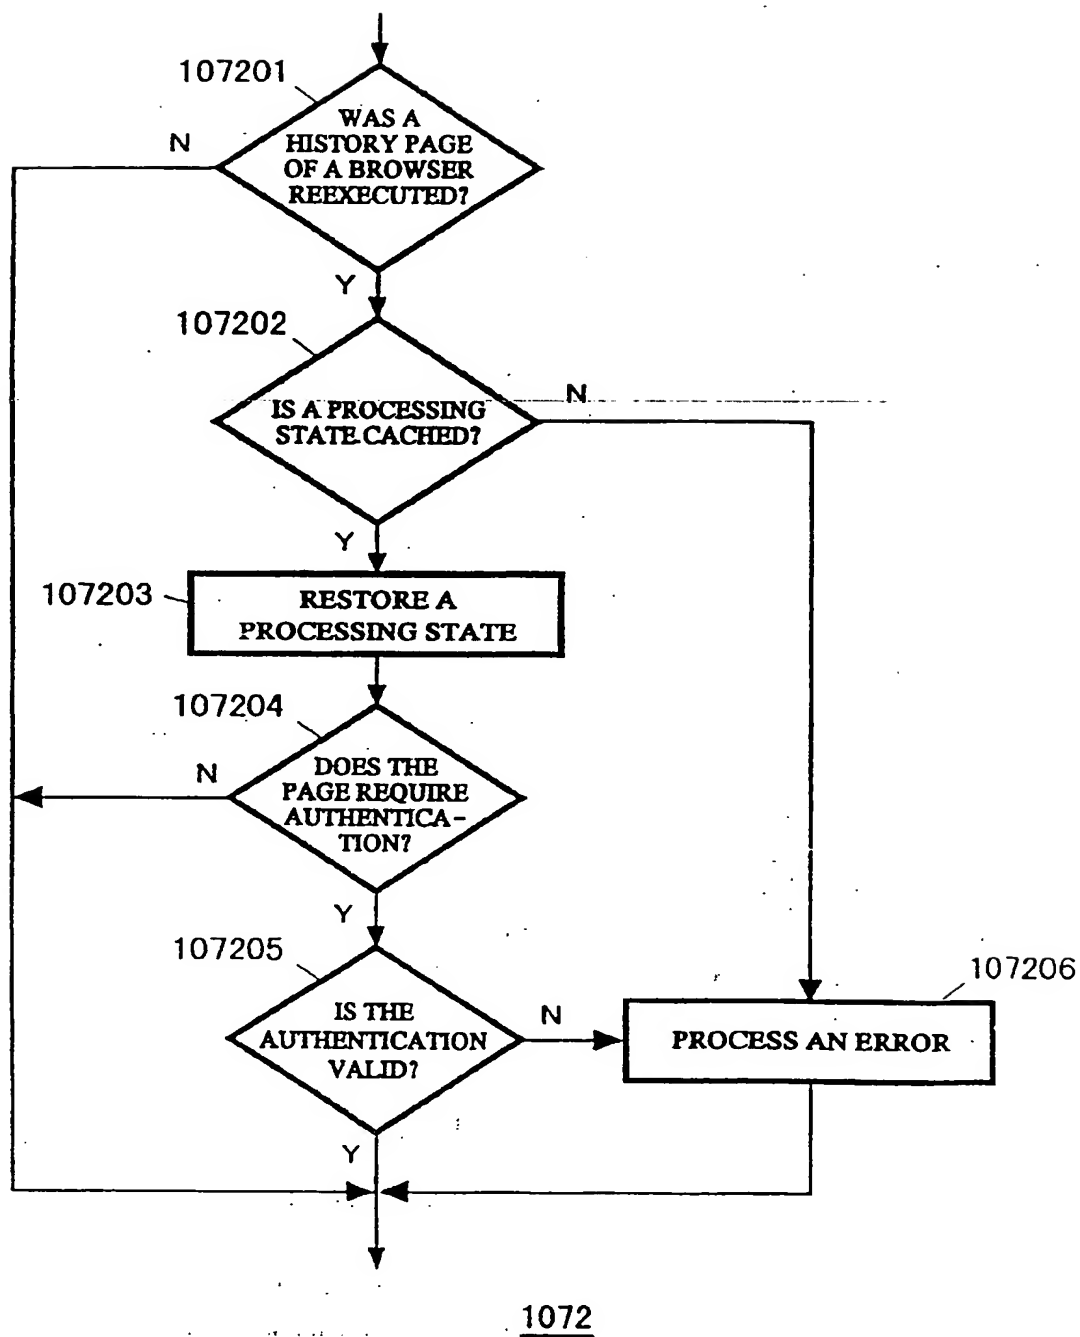 107201
WAS A
HISTORY PAGE
OF A BROWSER
REEXECUTED?
N
Y
107202
IS A PROCESSING
STATE CACHED?
N
Y
107203
RESTORE A
PROCESSING STATE
107204
DOES THE
PAGE REQUIRE
AUTHENTICA-
TION?
N
Y
107205
IS THE
AUTHENTICATION
VALID?
N
Y
107206
PROCESS AN ERROR
1072